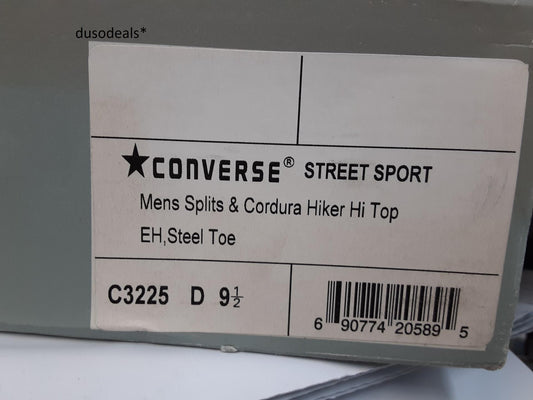 dusodeals*
★CONVERSE® STREET SPORT
Mens Splits & Cordura Hiker Hi Top
EH,Steel Toe
C3225 D 9½
6 90774 20589 5